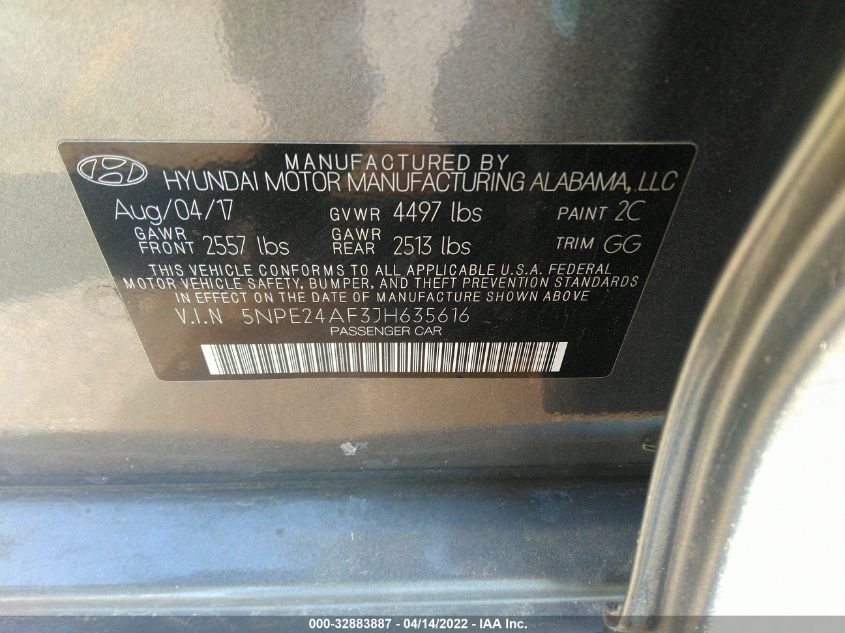 MANUFACTURED BY
HYUNDAI MOTOR MANUFACTURING ALABAMA, LLC
Aug/04/17 GVWR 4497 lbs PAINT 2C
GAWR FRONT 2557 lbs GAWR REAR 2513 lbs TRIM GG
THIS VEHICLE CONFORMS TO ALL APPLICABLE U.S.A. FEDERAL
MOTOR VEHICLE SAFETY, BUMPER, AND THEFT PREVENTION STANDARDS
IN EFFECT ON THE DATE OF MANUFACTURE SHOWN ABOVE
V.I.N 5NPE24AF3JH635616
PASSENGER CAR
000-32883887 - 04/14/2022 - IAA Inc.